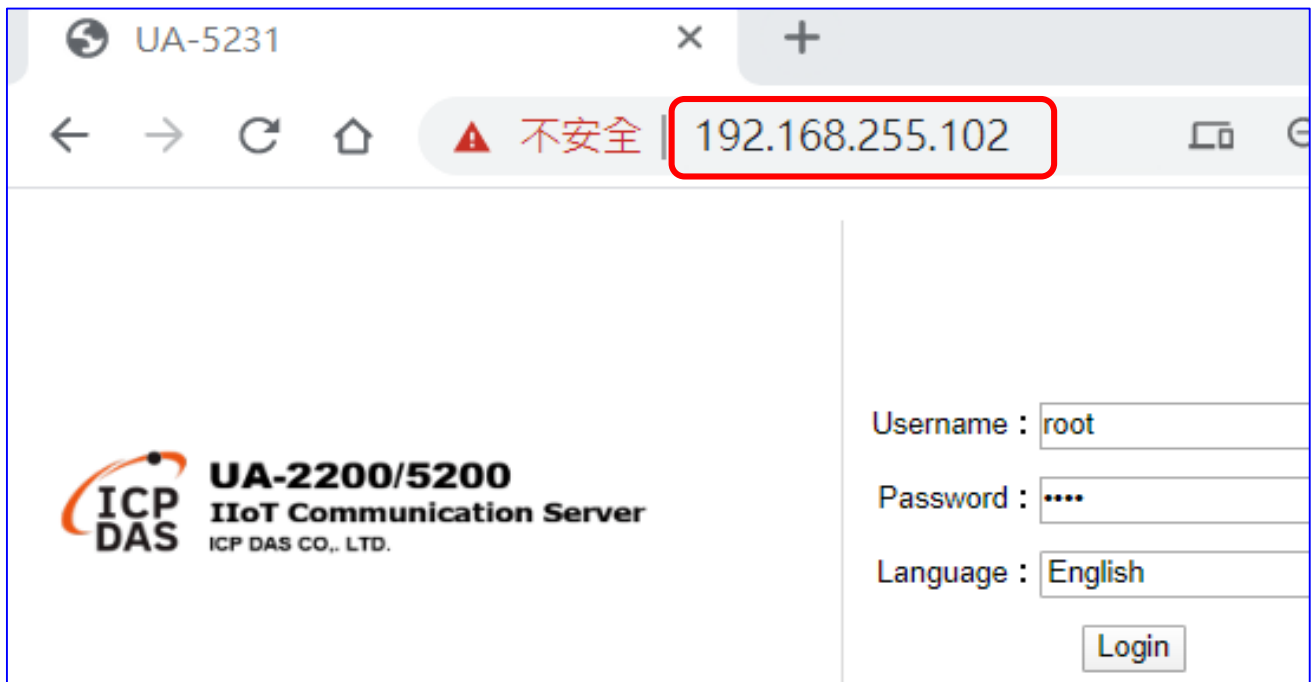 UA-5231
不安全 192.168.255.102
UA-2200/5200
IIoT Communication Server
ICP DAS CO,. LTD.
ICP
DAS
Username : root
Password : ••••
Language : English
Login